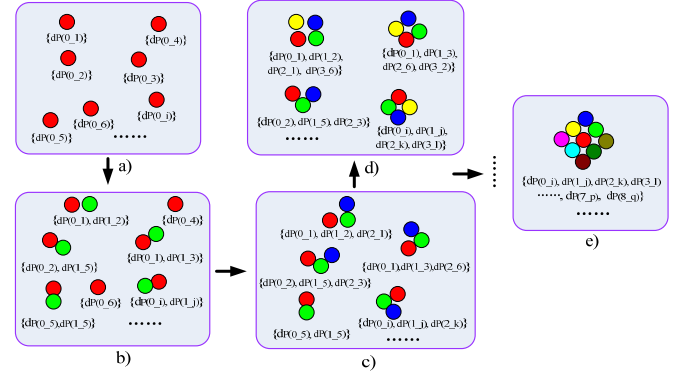 {dP(0_1)}
{dP(0_4)}
{dP(0_2)}
{dP(0_3)}
{dP(0_6)}
{dP(0_i)}
{dP(0_5)}
......
a)
{dP(0_1), dP(1_2)}
{dP(0_4)}
{dP(0_2), dP(1_5)}
{dP(0_1), dP(1_3)}
{dP(0_6)}
{dP(0_i), dP(1_j)}
{dP(0_5),dP(1_5)}
......
b)
{dP(0_1), dP(1_2), dP(2_1)}
{dP(0_2), dP(1_5), dP(2_3)}
{dP(0_1),dP(1_3),dP(2_6)}
{dP(0_5), dP(1_5)}
{dP(0_i), dP(1_j), dP(2_k)}
......
c)
{dP(0_1), dP(1_2),
dP(2_1), dP(3_6)}
{dP(0_1), dP(1_3),
dP(2_6), dP(3_2)}
{dP(0_2), dP(1_5), dP(2_3)}
{dP(0_i), dP(1_j),
dP(2_k), dP(3_l)}
......
d)
......
{dP(0_i), dP(1_j), dP(2_k), dP(3_l)
......, dP(7_p), dP(8_q)}
......
e)